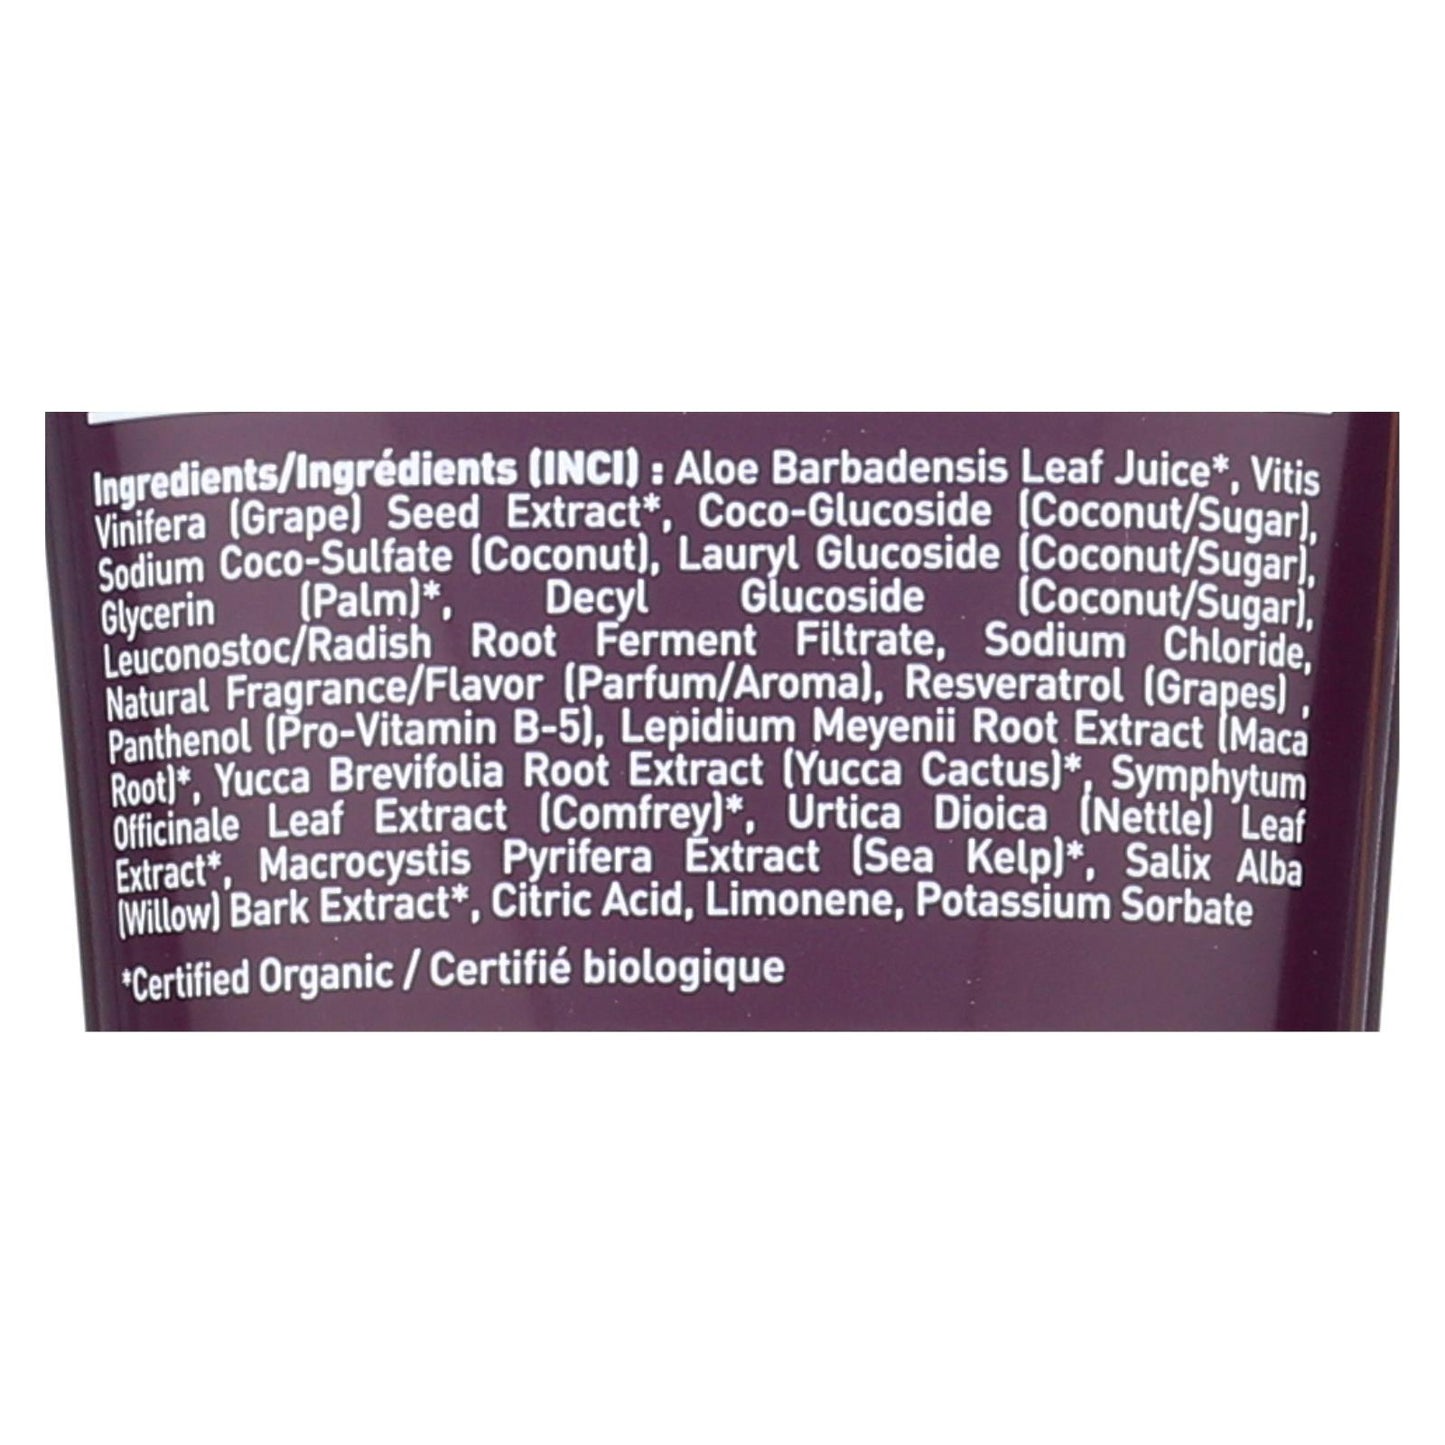 Ingredients/Ingrédients (INCI) : Aloe Barbadensis Leaf Juice*, Vitis
Vinifera (Grape) Seed Extract*, Coco-Glucoside (Coconut/Sugar),
Sodium Coco-Sulfate (Coconut), Lauryl Glucoside (Coconut/Sugar),
Glycerin (Palm)*, Decyl Glucoside (Coconut/Sugar),
Leuconostoc/Radish Root Ferment Filtrate, Sodium Chloride,
Natural Fragrance/Flavor (Parfum/Aroma), Resveratrol (Grapes) ,
Panthenol (Pro-Vitamin B-5), Lepidium Meyenii Root Extract (Maca
Root)*, Yucca Brevifolia Root Extract (Yucca Cactus)*, Symphytum
Officinale Leaf Extract (Comfrey)*, Urtica Dioica (Nettle) Leaf
Extract*, Macrocystis Pyrifera Extract (Sea Kelp)*, Salix Alba
(Willow) Bark Extract*, Citric Acid, Limonene, Potassium Sorbate
*Certified Organic / Certifié biologique